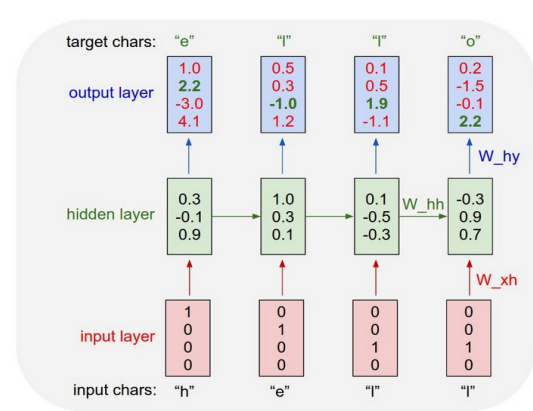 target chars: "e" "l" "l" "o"
output layer
1.0 0.5 0.1 0.2
2.2 0.3 0.5 -1.5
-3.0 -1.0 1.9 -0.1
4.1 1.2 -1.1 2.2
W_hy
hidden layer
0.3 1.0 0.1 W_hh -0.3
-0.1 0.3 -0.5 0.9
0.9 0.1 -0.3 0.7
W_xh
input layer
1 0 0 0
0 1 0 0
0 0 1 1
0 0 0 0
input chars: "h" "e" "l" "l"